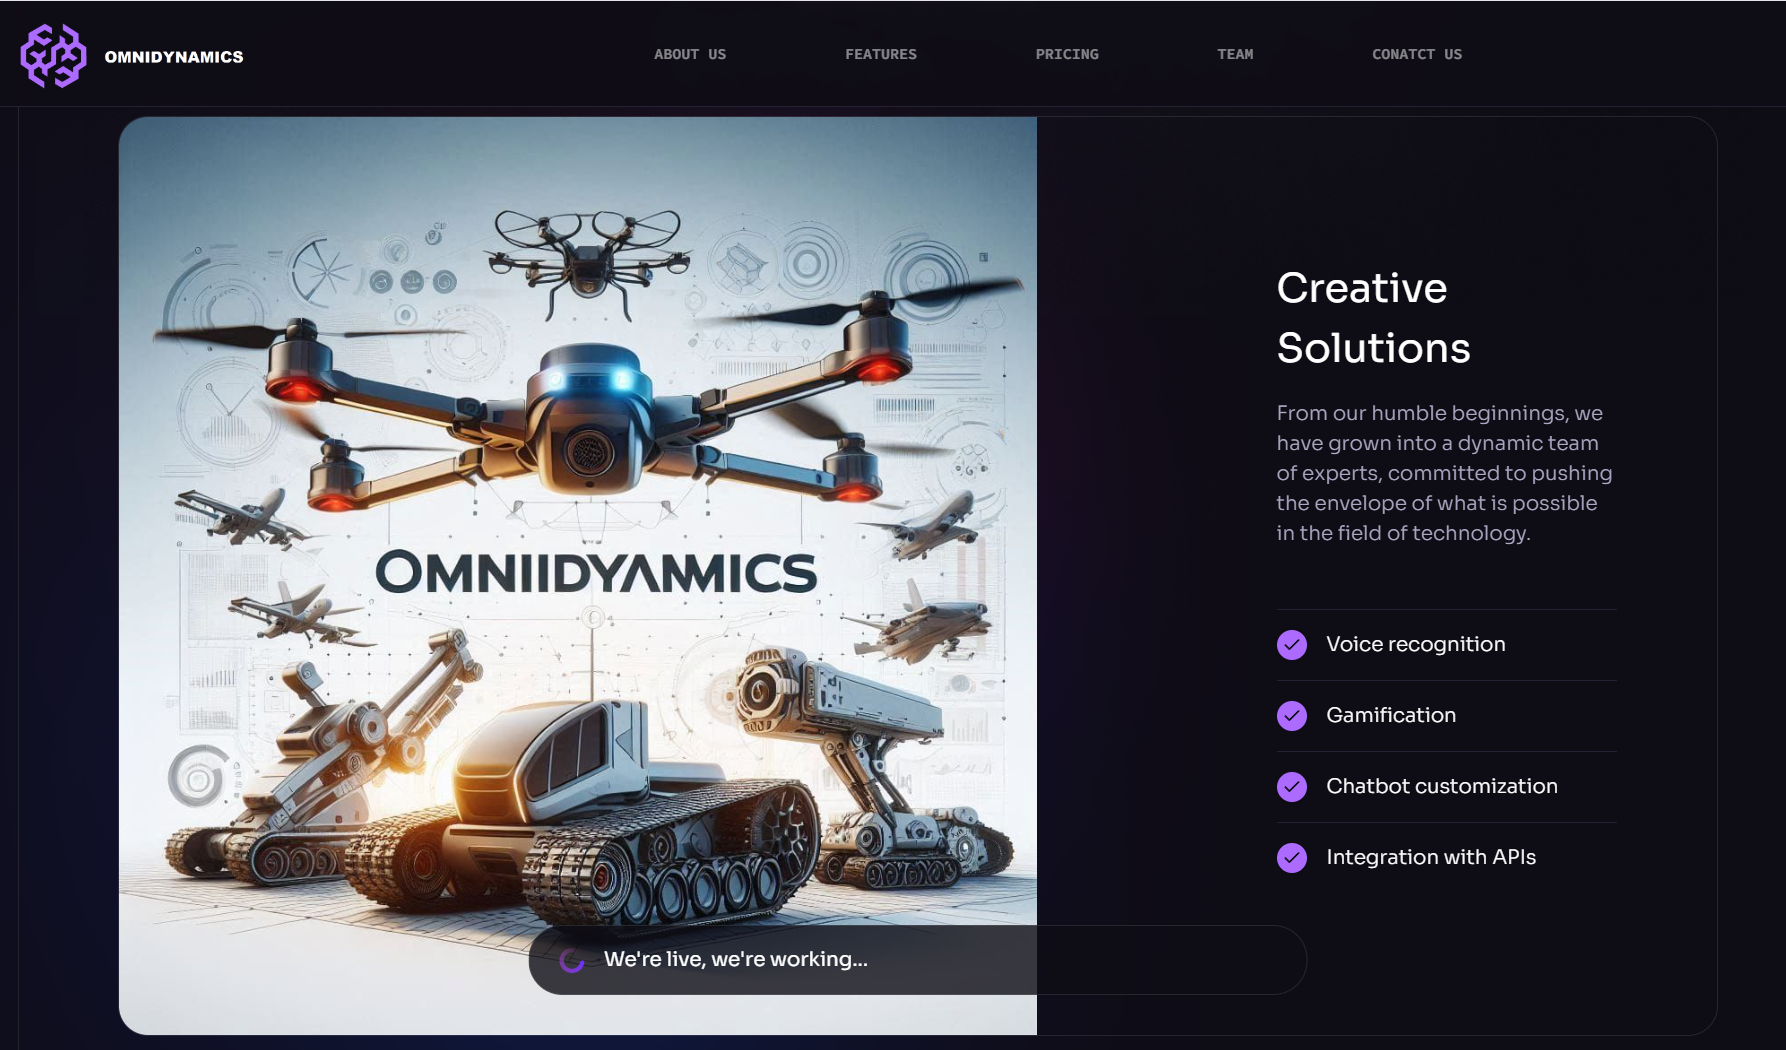 OMNIDYNAMICS
ABOUT US
FEATURES
PRICING
TEAM
CONATCT US
OMNIIDYAMMICS
Creative
Solutions
From our humble beginnings, we
have grown into a dynamic team
of experts, committed to pushing
the envelope of what is possible
in the field of technology.
Voice recognition
Gamification
Chatbot customization
Integration with APIs
We're live, we're working...